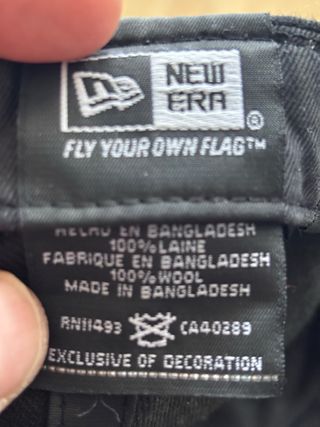 NEW
ERA®
FLY YOUR OWN FLAG™
HECHO EN BANGLADESH
100% LAINE
FABRIQUE EN BANGLADESH
100% WOOL
MADE IN BANGLADESH
RN11493 CA40289
EXCLUSIVE OF DECORATION